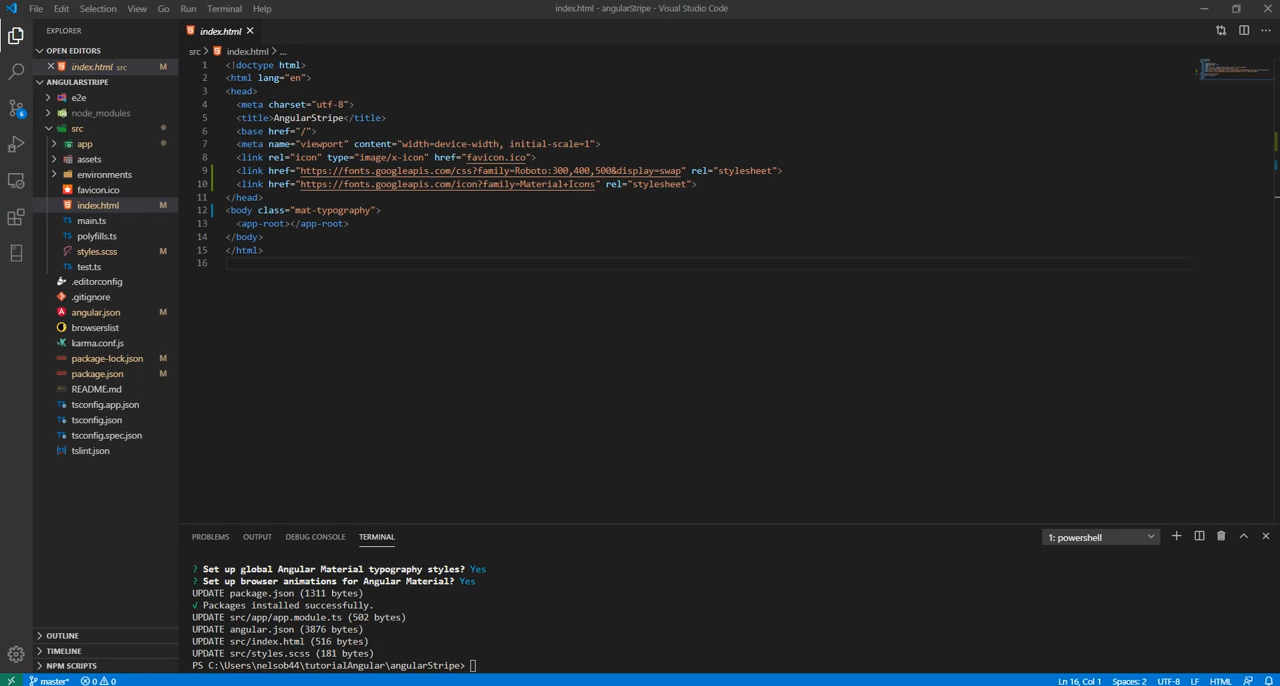 File Edit Selection View Go Run Terminal Help
index.html - angularStripe - Visual Studio Code
EXPLORER
OPEN EDITORS
index.html src M
ANGULARSTRIPE
e2e
node_modules
src
app
assets
environments
favicon.ico
index.html M
main.ts
polyfills.ts
styles.scss M
test.ts
.editorconfig
.gitignore
angular.json M
browserslist
karma.conf.js
package-lock.json M
package.json M
README.md
tsconfig.app.json
tsconfig.json
tsconfig.spec.json
tslint.json
OUTLINE
TIMELINE
NPM SCRIPTS
index.html
src > index.html > ...
1 <!doctype html>
2 <html lang="en">
3 <head>
4 <meta charset="utf-8">
5 <title>AngularStripe</title>
6 <base href="/">
7 <meta name="viewport" content="width=device-width, initial-scale=1">
8 <link rel="icon" type="image/x-icon" href="favicon.ico">
9 <link href="https://fonts.googleapis.com/css?family=Roboto:300,400,500&display=swap" rel="stylesheet">
10 <link href="https://fonts.googleapis.com/icon?family=Material+Icons" rel="stylesheet">
11 </head>
12 <body class="mat-typography">
13 <app-root></app-root>
14 </body>
15 </html>
16
PROBLEMS OUTPUT DEBUG CONSOLE TERMINAL
1: powershell
? Set up global Angular Material typography styles? Yes
? Set up browser animations for Angular Material? Yes
UPDATE package.json (1311 bytes)
√ Packages installed successfully.
UPDATE src/app/app.module.ts (502 bytes)
UPDATE angular.json (3876 bytes)
UPDATE src/index.html (516 bytes)
UPDATE src/styles.scss (181 bytes)
PS C:\Users\nelsob44\tutorialAngular\angularStripe>
master* 0 0
Ln 16, Col 1 Spaces: 2 UTF-8 LF HTML